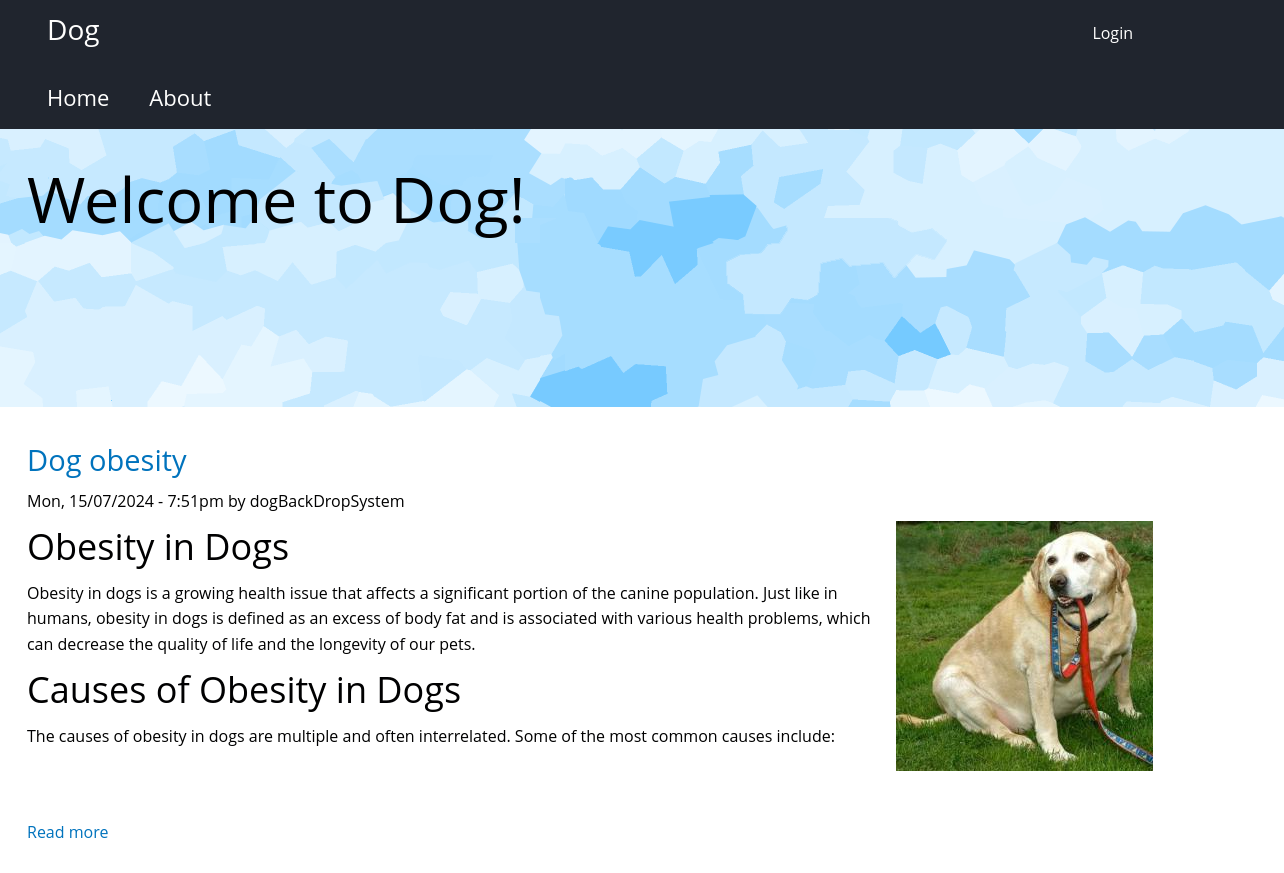 Dog
Login
Home About
Welcome to Dog!
Dog obesity
Mon, 15/07/2024 - 7:51pm by dogBackDropSystem
Obesity in Dogs
Obesity in dogs is a growing health issue that affects a significant portion of the canine population. Just like in
humans, obesity in dogs is defined as an excess of body fat and is associated with various health problems, which
can decrease the quality of life and the longevity of our pets.
Causes of Obesity in Dogs
The causes of obesity in dogs are multiple and often interrelated. Some of the most common causes include:
Read more